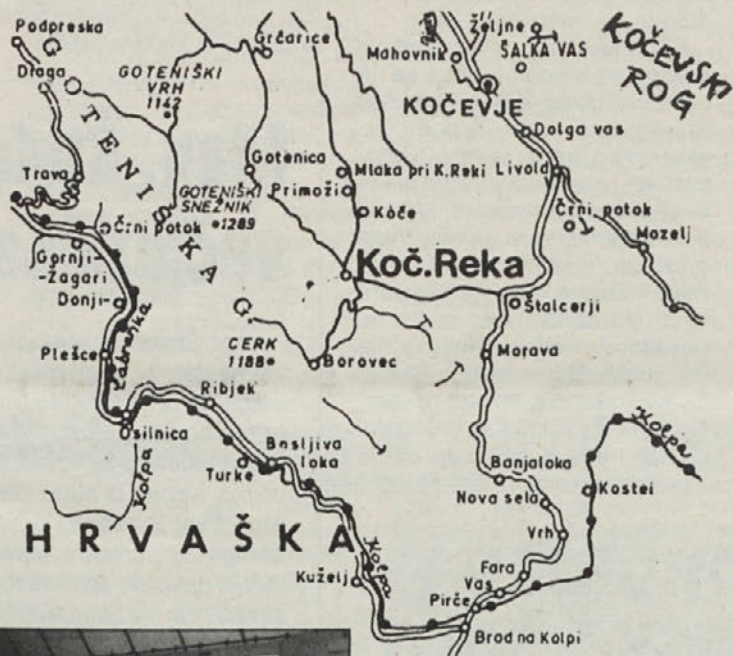 Podpreska
Draga
GOTENIŠKA G.
GOTENIŠKI
VRH
1142
Grčarice
Mahovnik
Željne
ŠALKA VAS
KOČEVSKI
ROG
KOČEVJE
Dolga vas
Trava
Gotenica
Mlaka pri K. Reki
Livold
Primoži
GOTENIŠKI
SNEŽNIK
1289
Kóče
Črni potok
Črni potok
Mozelj
Gornji-
-Žagari
Donji-
Koč.Reka
Štalcerji
CERK
1188
Borovec
Morava
Plešce
Čabranka
Ribjek
Osilnica
Kolpa
Turke
Bosljiva
loka
Kolpa
Banjaloka
Nova sela
Kostel
HRVAŠKA
Kolpa
Vrh
Kuželj
Fara
Vas
Pirče
Brod na Kolpi